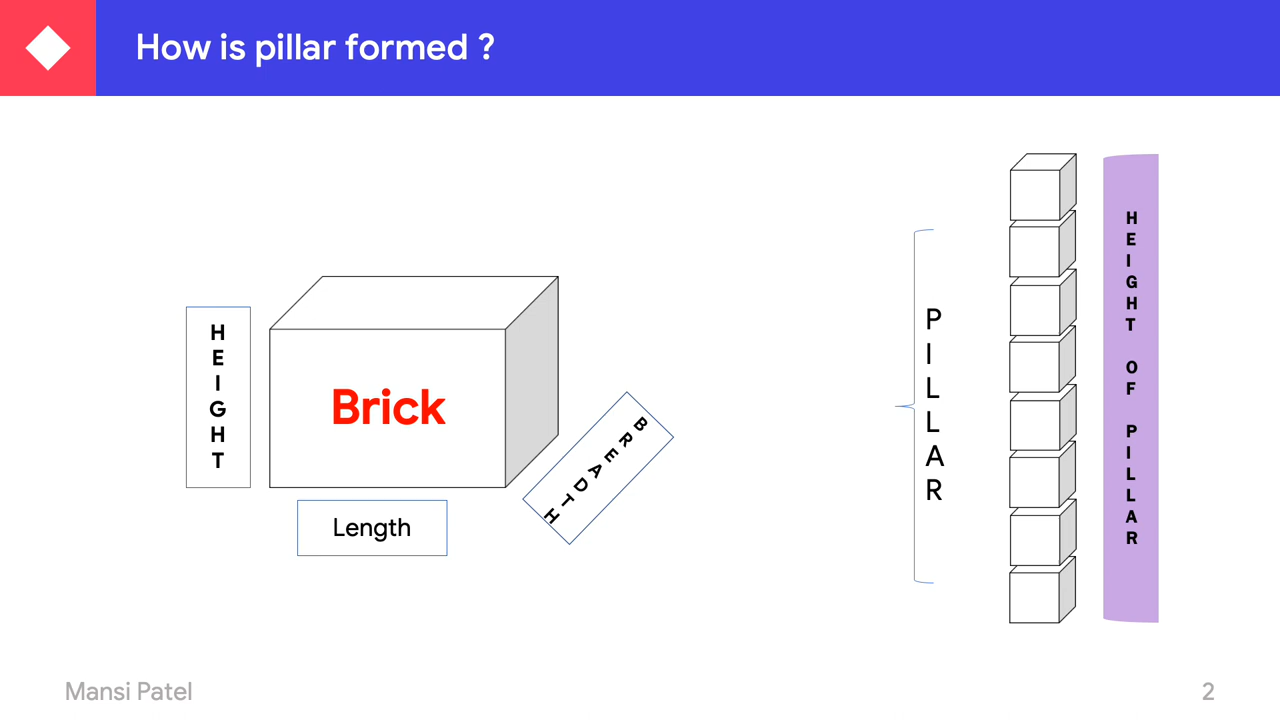 How is pillar formed ?
HEIGHT
Brick
BREADTH
Length
PILLAR
HEIGHT OF PILLAR
Mansi Patel
2